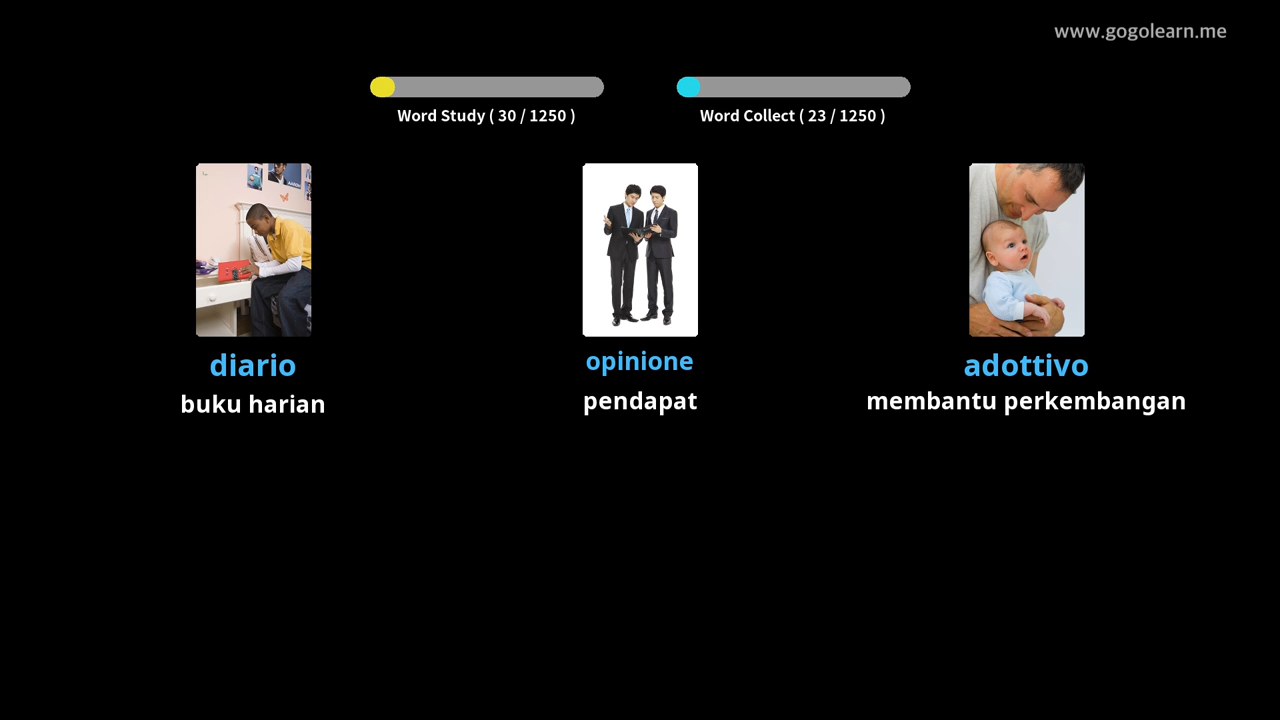 www.gogolearn.me
Word Study ( 30 / 1250 )
Word Collect ( 23 / 1250 )
diario
buku harian
opinione
pendapat
adottivo
membantu perkembangan